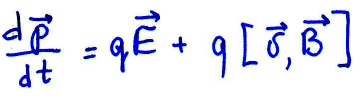 dp⃗/dt = qE⃗ + q [ v⃗, B⃗ ]